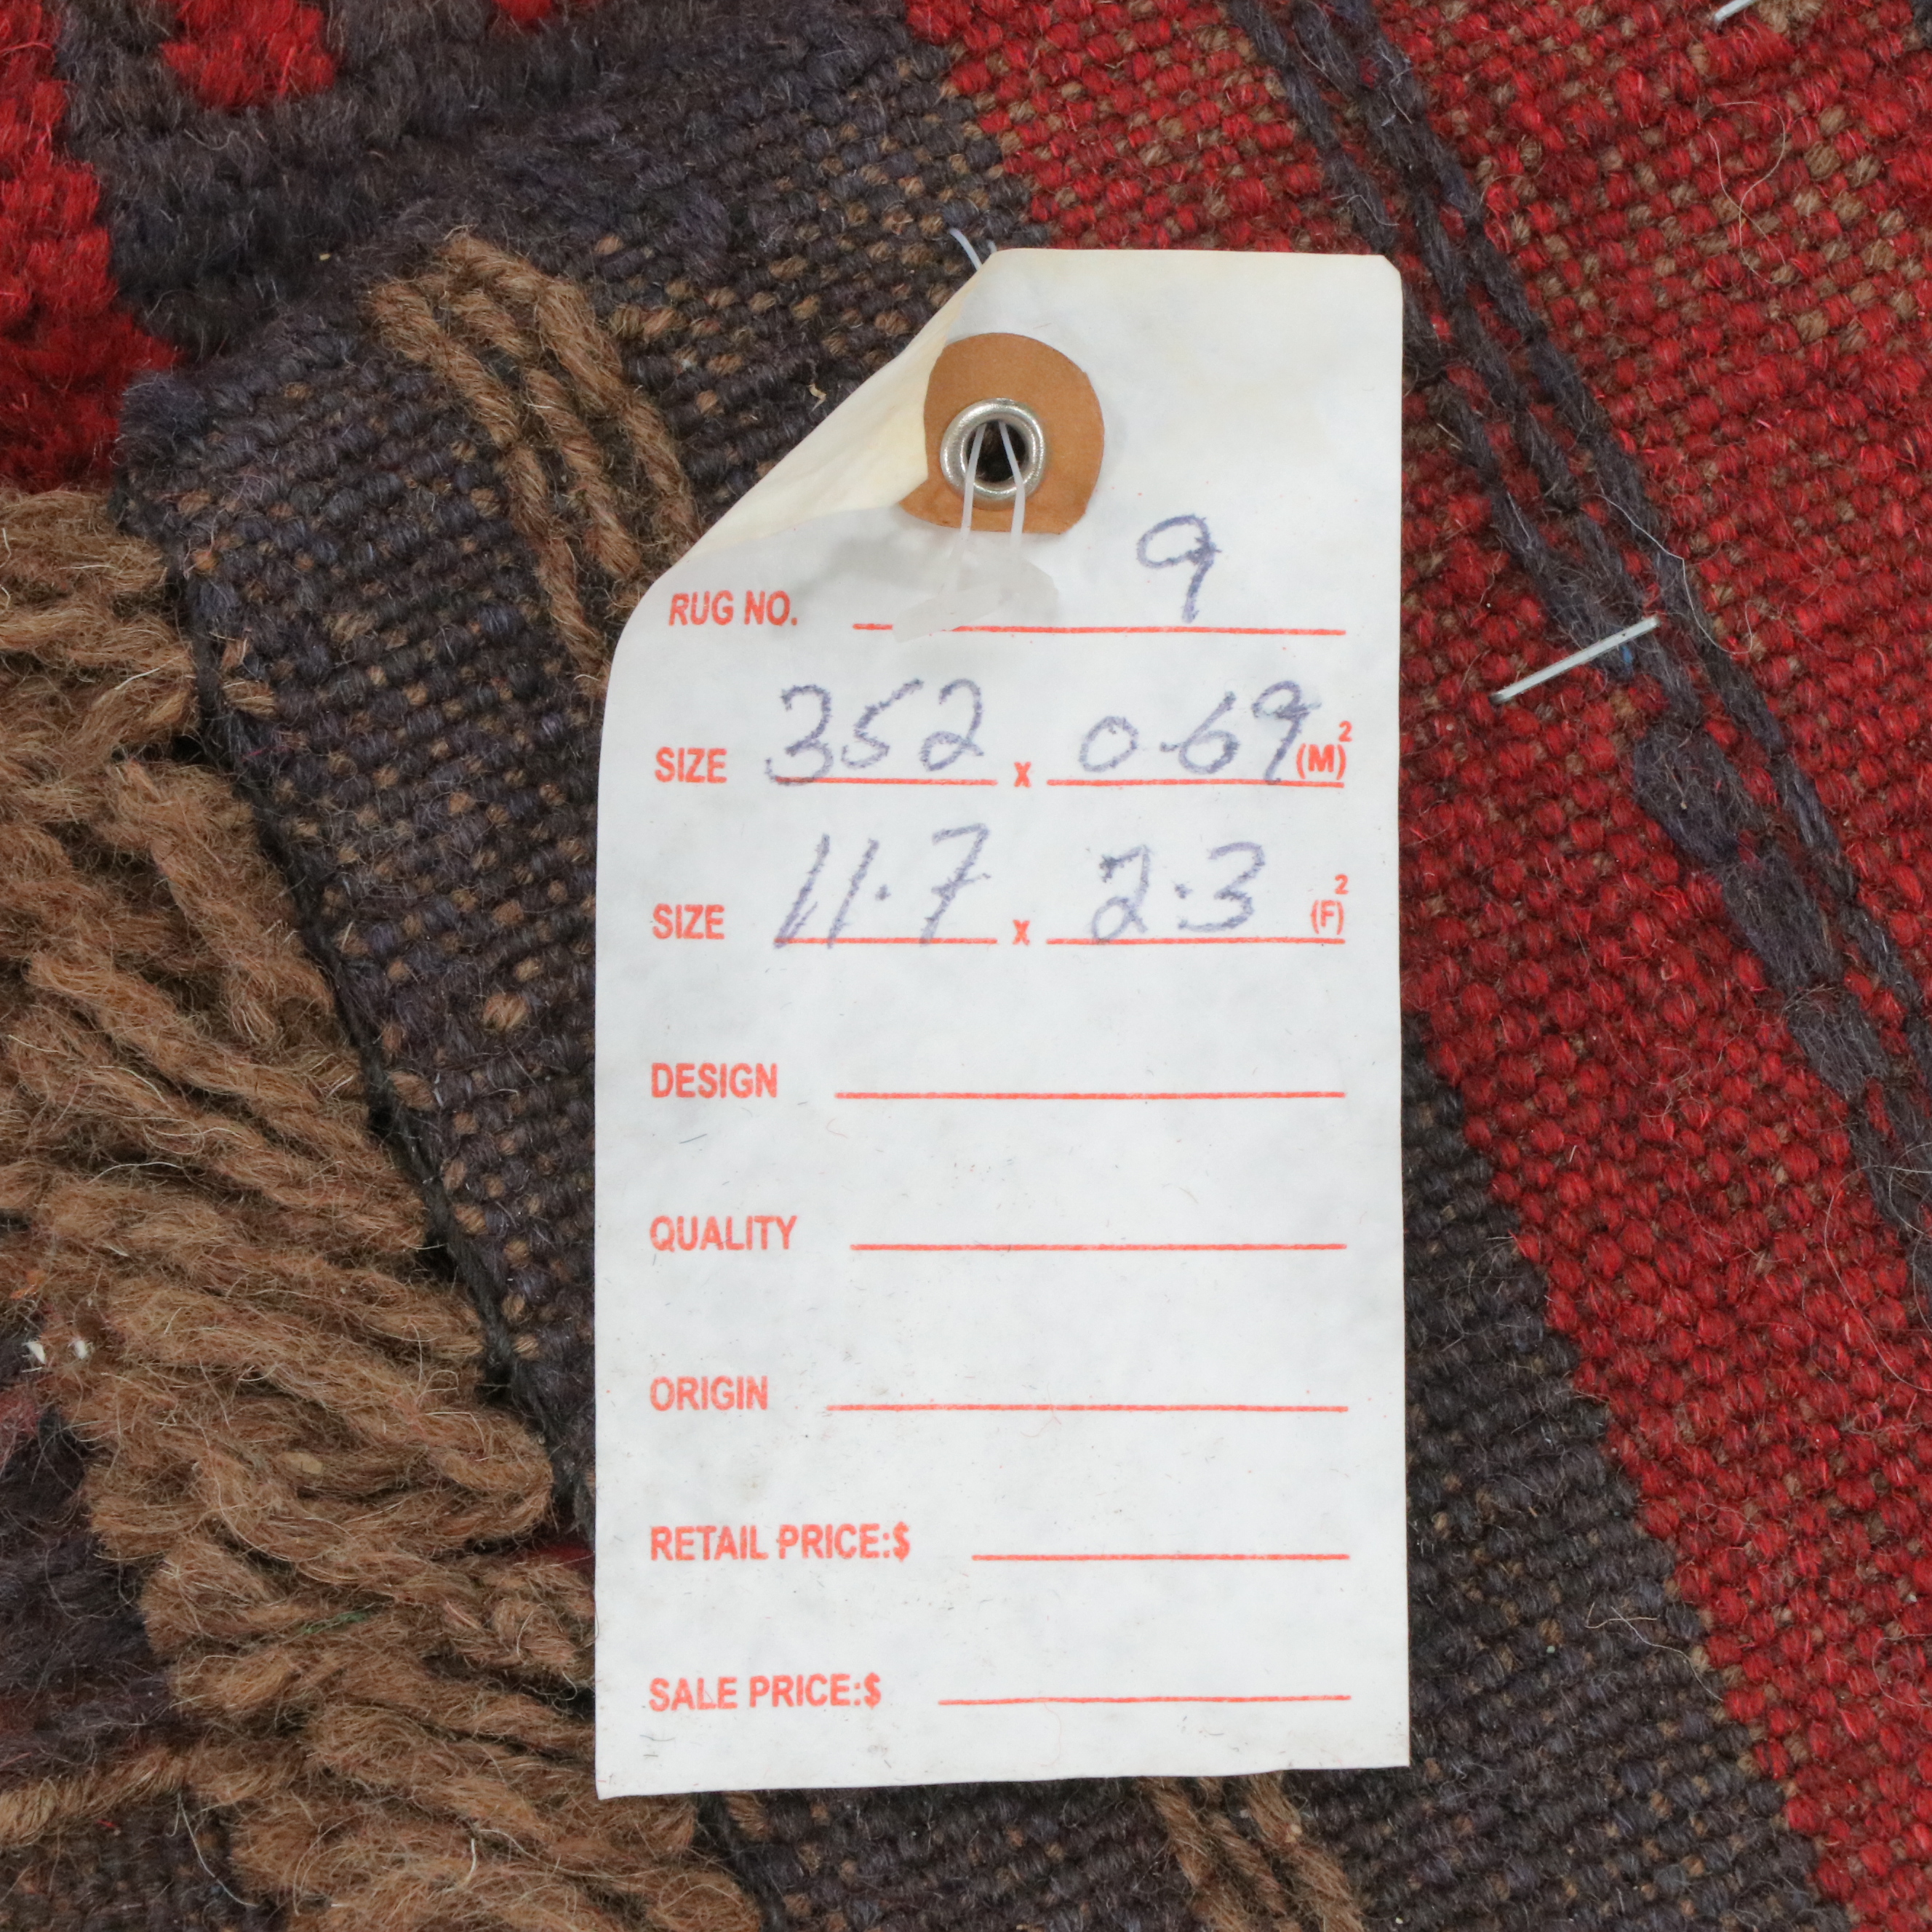 RUG NO. 9
SIZE 352 x 0.69 (M)²
SIZE 11.7 x 2.3 (F)²
DESIGN
QUALITY
ORIGIN
RETAIL PRICE:$
SALE PRICE:$